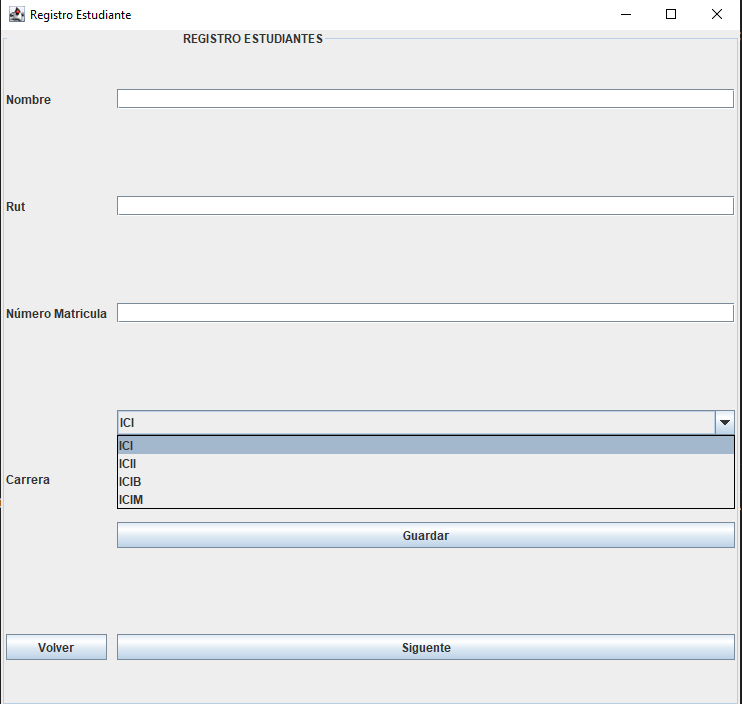 Registro Estudiante
REGISTRO ESTUDIANTES
Nombre
Rut
Número Matricula
ICI
ICI
ICII
ICIB
ICIM
Carrera
Guardar
Volver
Siguente